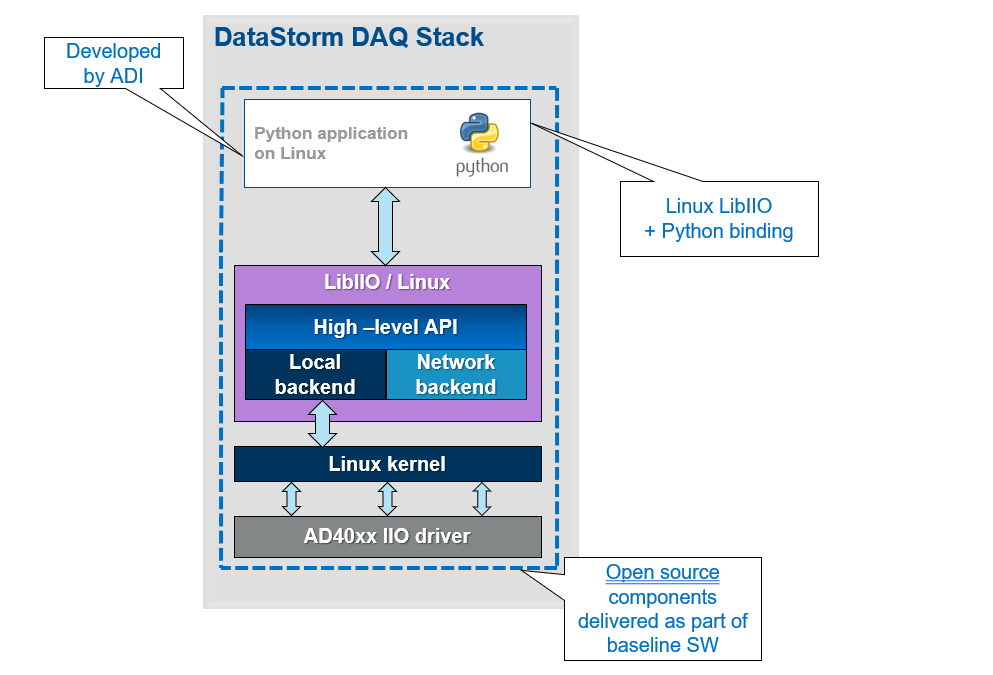 DataStorm DAQ Stack
Developed
by ADI
Python application
on Linux
python
Linux LibIIO
+ Python binding
LibIIO / Linux
High –level API
Local
backend
Network
backend
Linux kernel
AD40xx IIO driver
Open source
components
delivered as part of
baseline SW